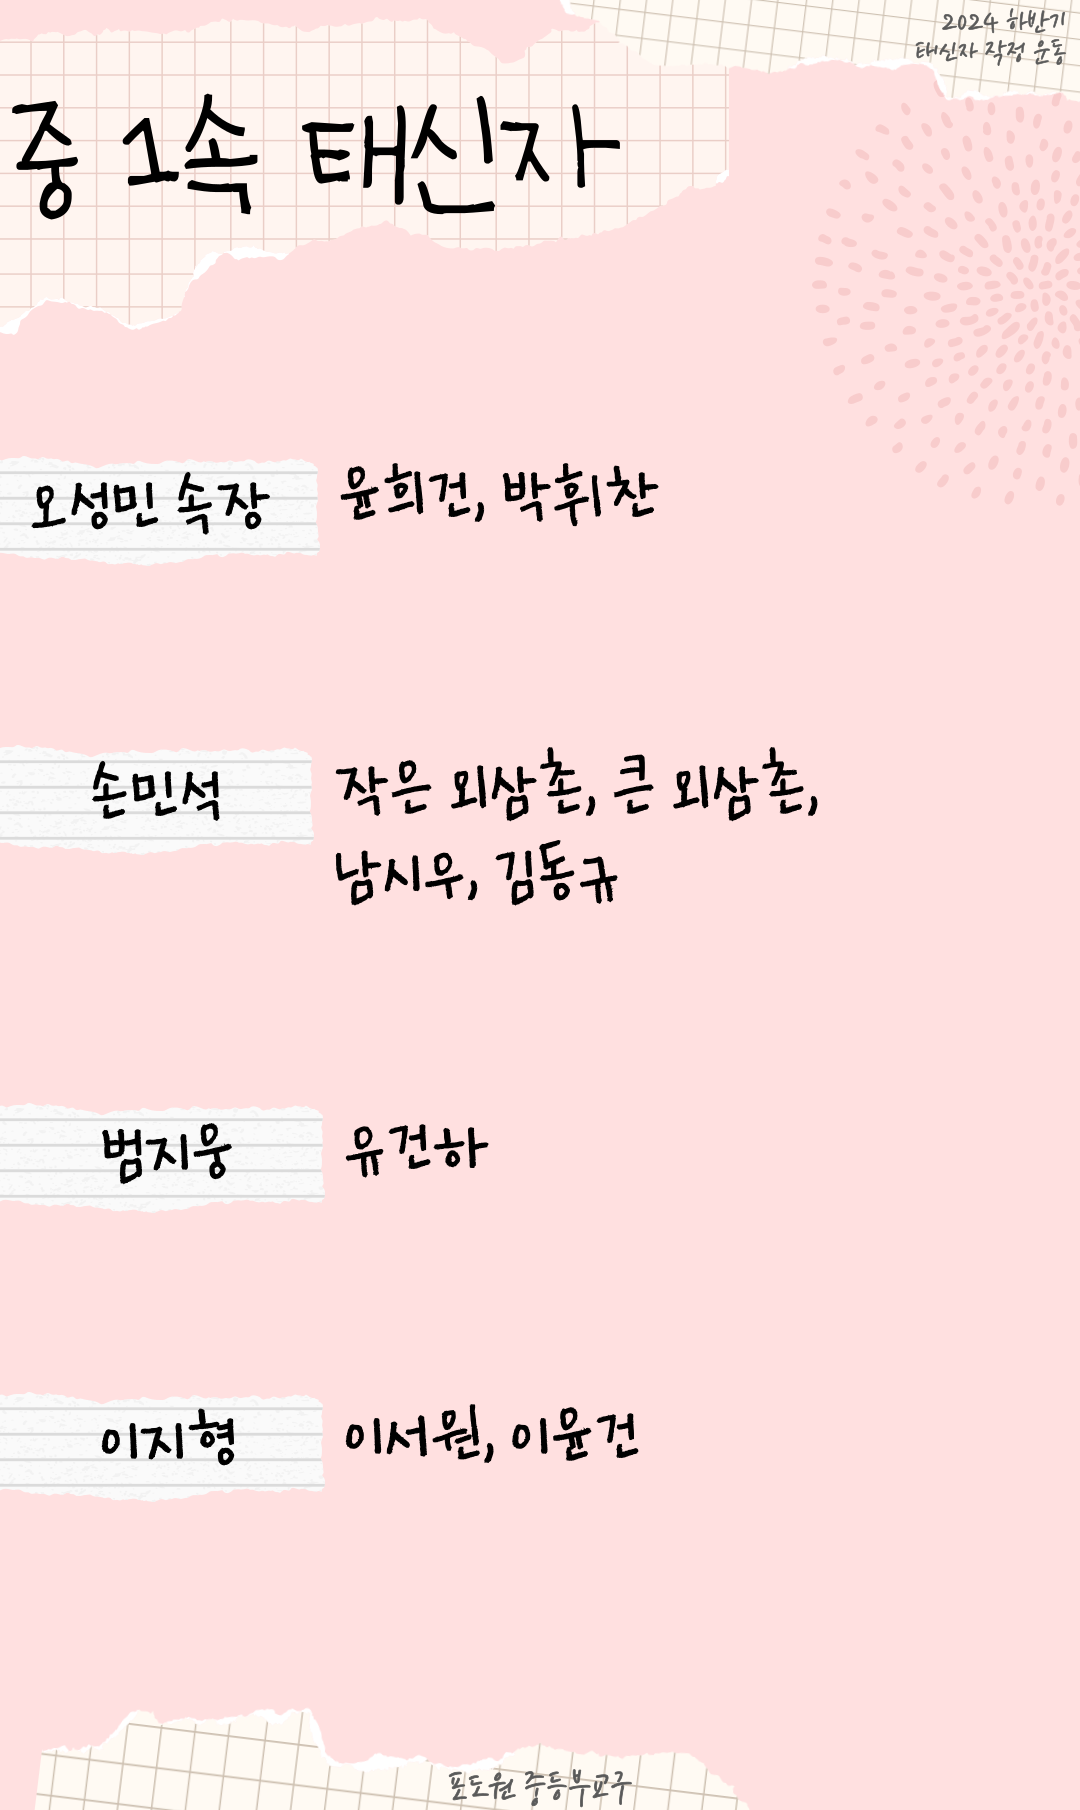 2024 하반기
태신자 작정 운동
중 1속 태신자
오성민 속장
윤희건, 박휘찬
손민석
작은 외삼촌, 큰 외삼촌,
남시우, 김동규
범지웅
유건하
이지형
이서원, 이윤건
포도원 중등부교구